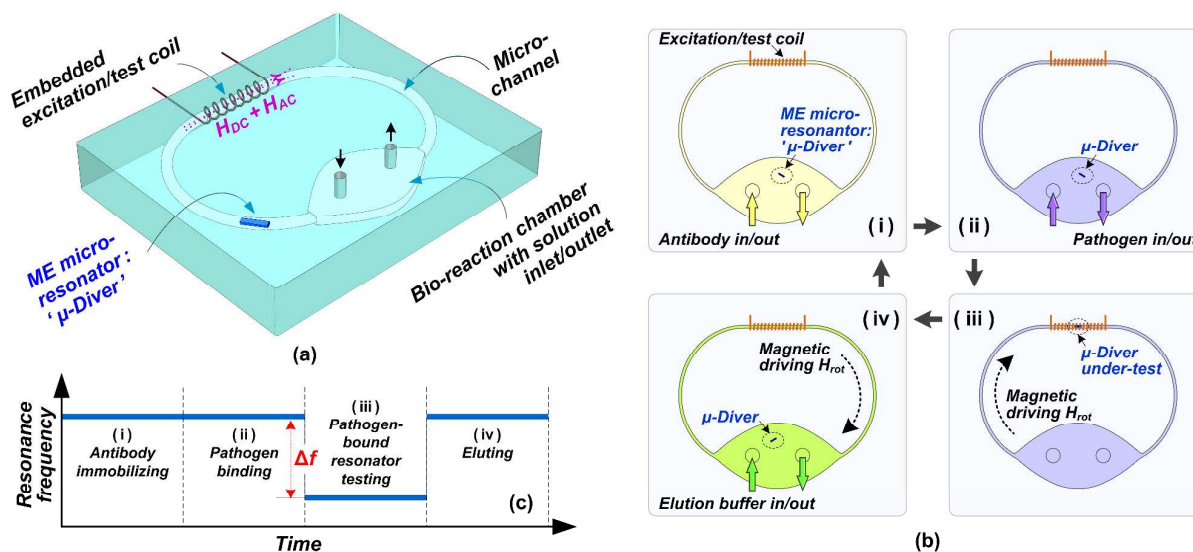 Embedded
excitation/test coil
H_DC + H_AC
Micro-
channel
ME micro-
resonator:
‘ μ-Diver’
Bio-reaction chamber
with solution
inlet/outlet
(a)
Excitation/test coil
ME micro-
resonantor:
'μ-Diver'
Antibody in/out
(i)
μ-Diver
(ii)
Pathogen in/out
(iii)
μ-Diver
under-test
Magnetic
driving H_rot
(iv)
Magnetic
driving H_rot
μ-Diver
Elution buffer in/out
(b)
Resonance
frequency
(i)
Antibody
immobilizing
(ii)
Pathogen
binding
Δf
(iii)
Pathogen-
bound
resonator
testing
(iv)
Eluting
(c)
Time